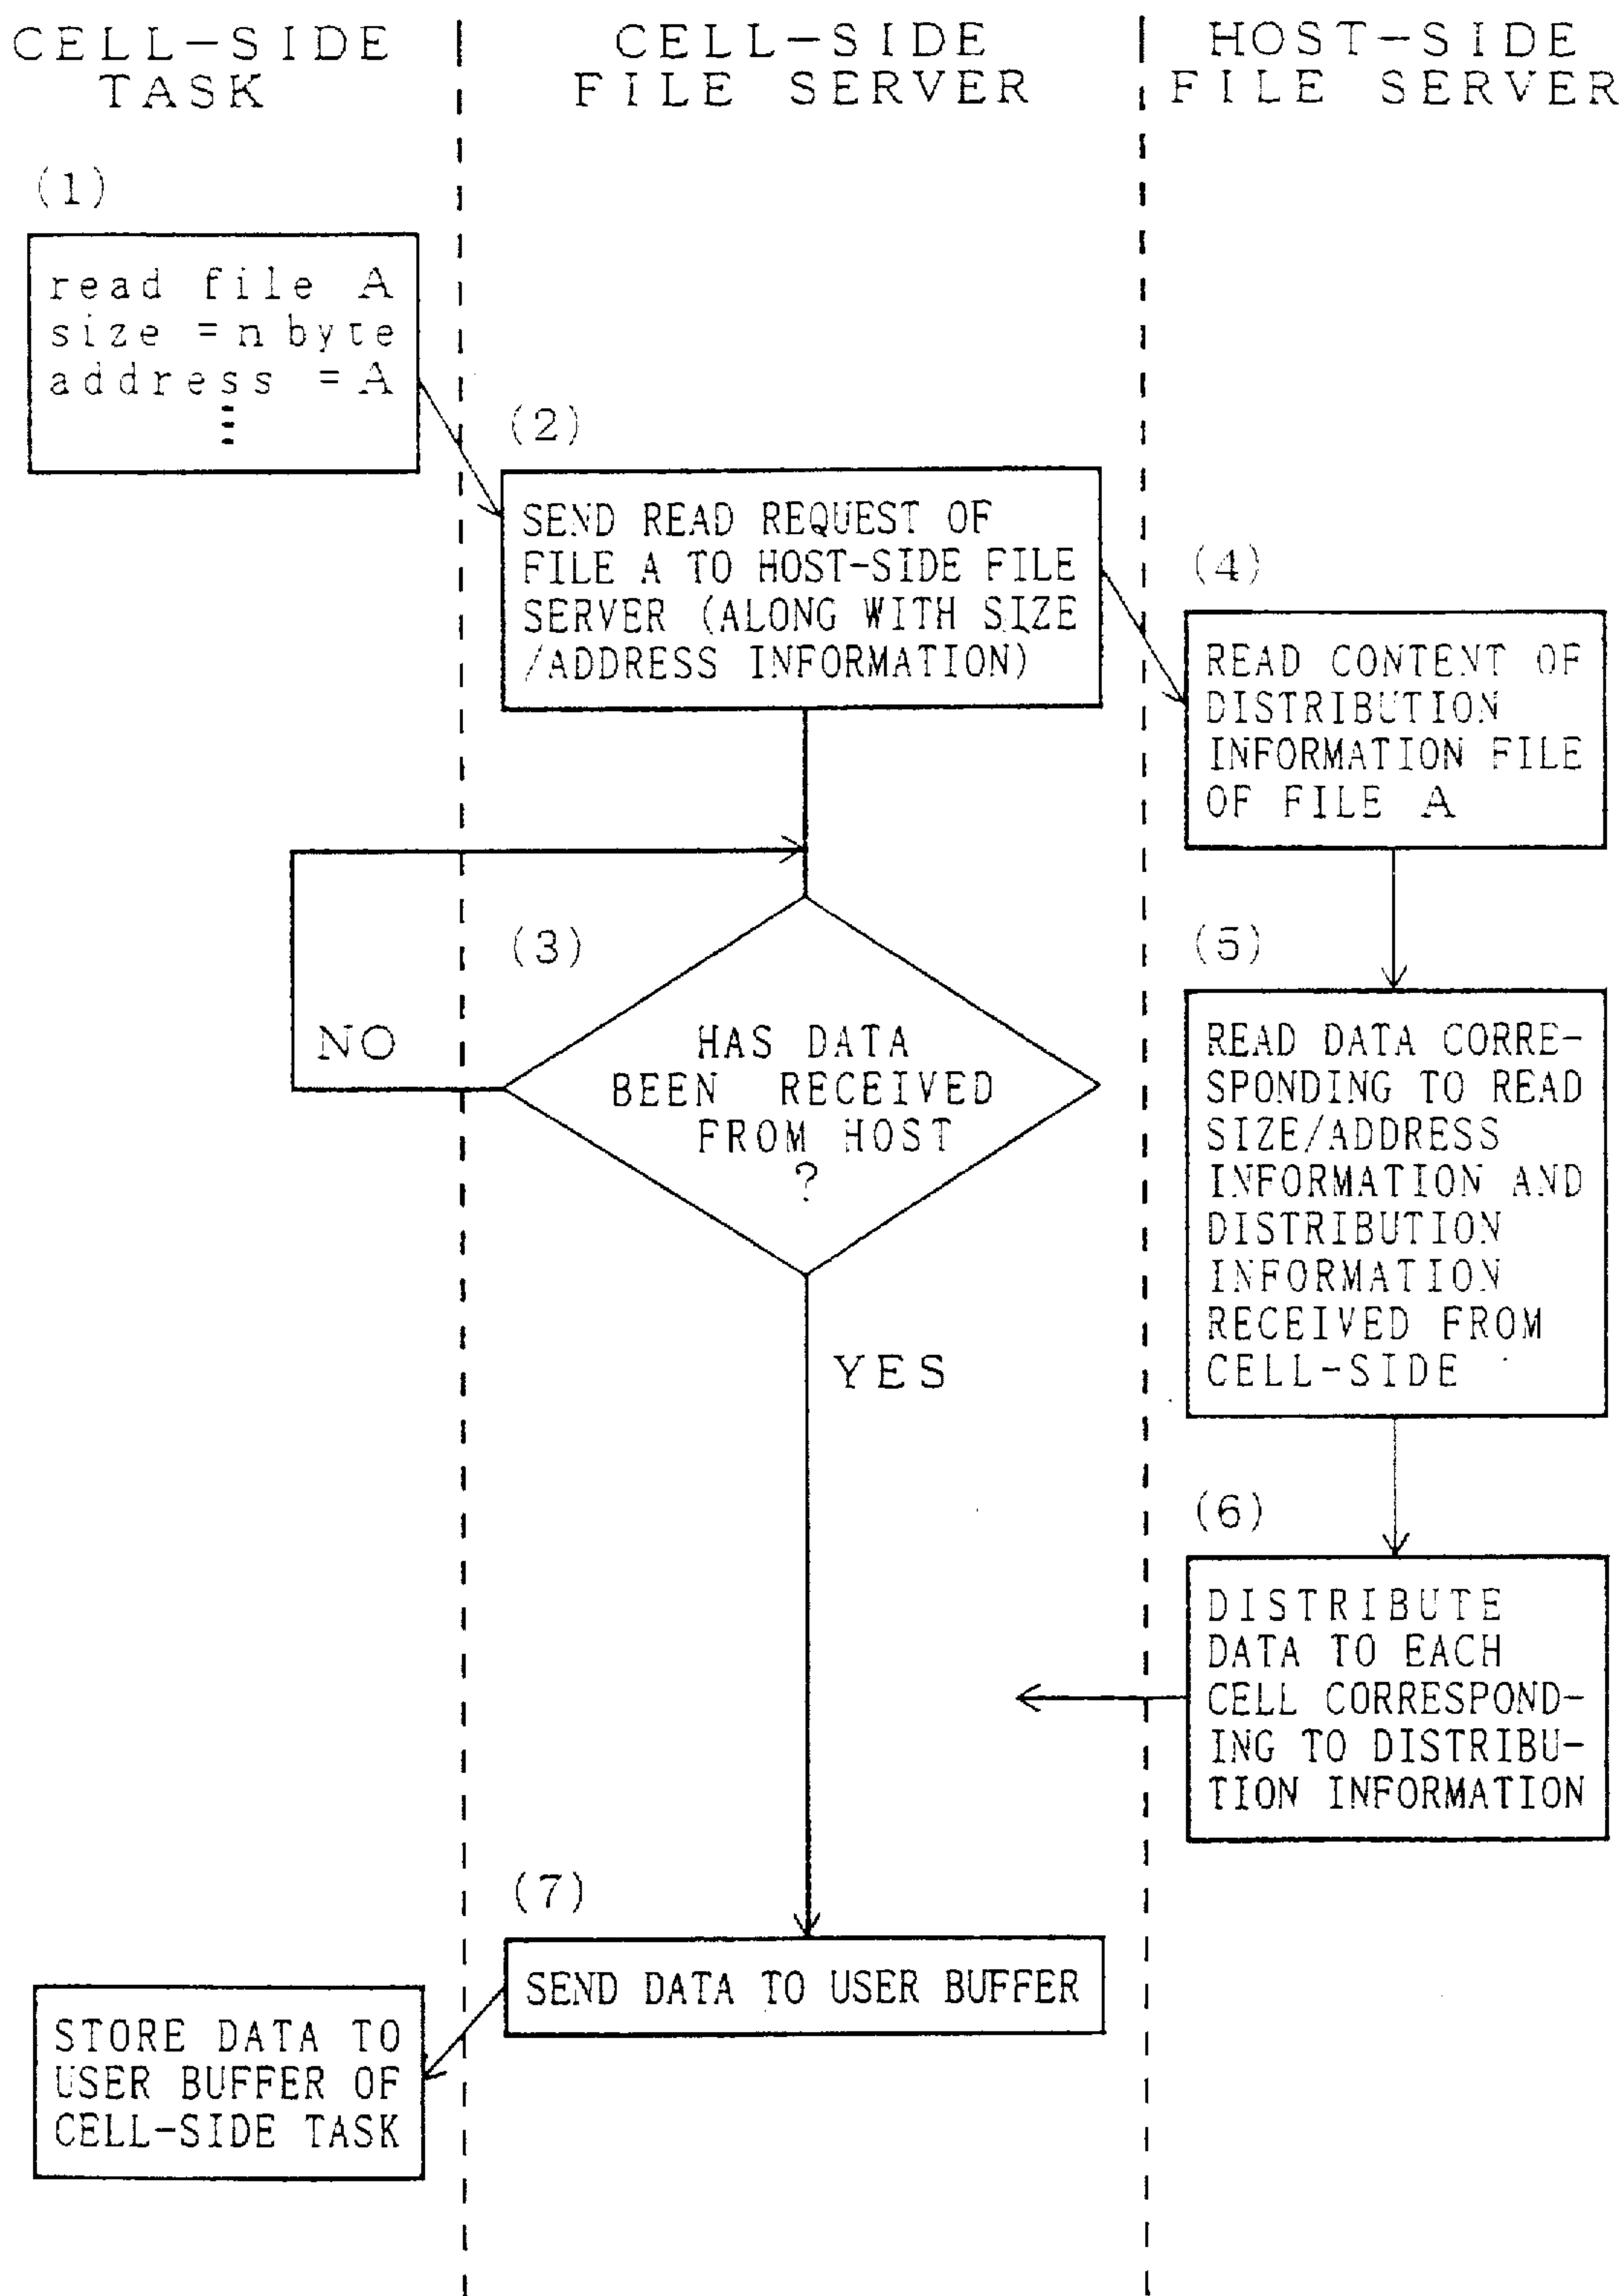 CELL-SIDE
TASK
CELL-SIDE
FILE SERVER
HOST-SIDE
FILE SERVER
(1)
read file A
size = n byte
address = A
(2)
SEND READ REQUEST OF
FILE A TO HOST-SIDE FILE
SERVER (ALONG WITH SIZE
/ADDRESS INFORMATION)
(4)
READ CONTENT OF
DISTRIBUTION
INFORMATION FILE
OF FILE A
(3)
NO
HAS DATA
BEEN RECEIVED
FROM HOST
?
YES
(5)
READ DATA CORRE-
SPONDING TO READ
SIZE/ADDRESS
INFORMATION AND
DISTRIBUTION
INFORMATION
RECEIVED FROM
CELL-SIDE
(6)
DISTRIBUTE
DATA TO EACH
CELL CORRESPOND-
ING TO DISTRIBU-
TION INFORMATION
(7)
SEND DATA TO USER BUFFER
STORE DATA TO
USER BUFFER OF
CELL-SIDE TASK